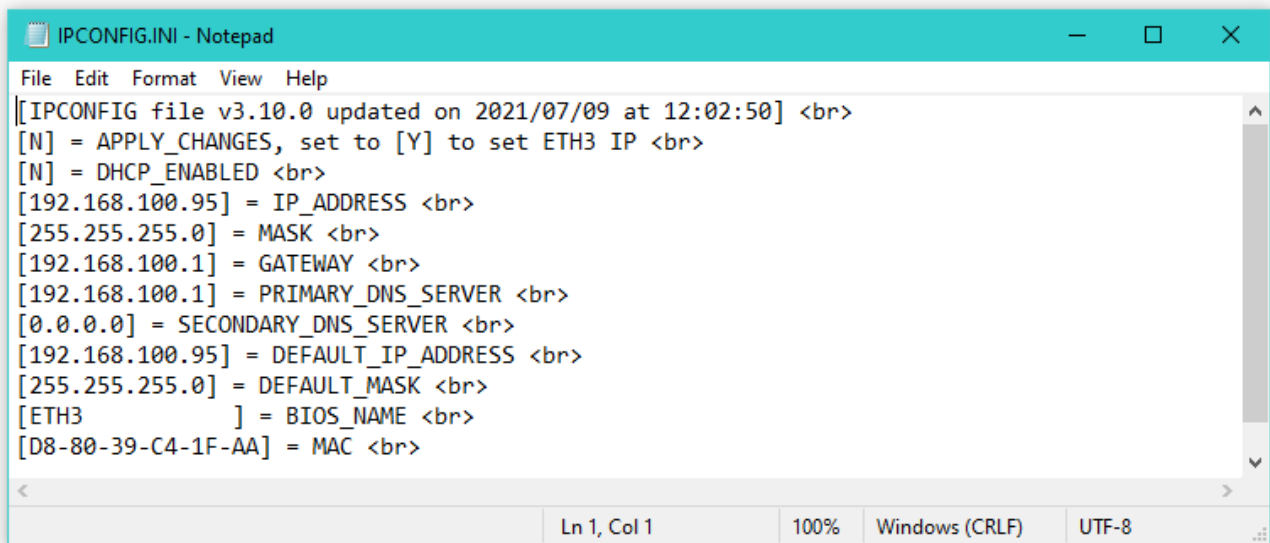 IPCONFIG.INI - Notepad
File Edit Format View Help
[IPCONFIG file v3.10.0 updated on 2021/07/09 at 12:02:50] <br>
[N] = APPLY_CHANGES, set to [Y] to set ETH3 IP <br>
[N] = DHCP_ENABLED <br>
[192.168.100.95] = IP_ADDRESS <br>
[255.255.255.0] = MASK <br>
[192.168.100.1] = GATEWAY <br>
[192.168.100.1] = PRIMARY_DNS_SERVER <br>
[0.0.0.0] = SECONDARY_DNS_SERVER <br>
[192.168.100.95] = DEFAULT_IP_ADDRESS <br>
[255.255.255.0] = DEFAULT_MASK <br>
[ETH3           ] = BIOS_NAME <br>
[D8-80-39-C4-1F-AA] = MAC <br>
Ln 1, Col 1 100% Windows (CRLF) UTF-8